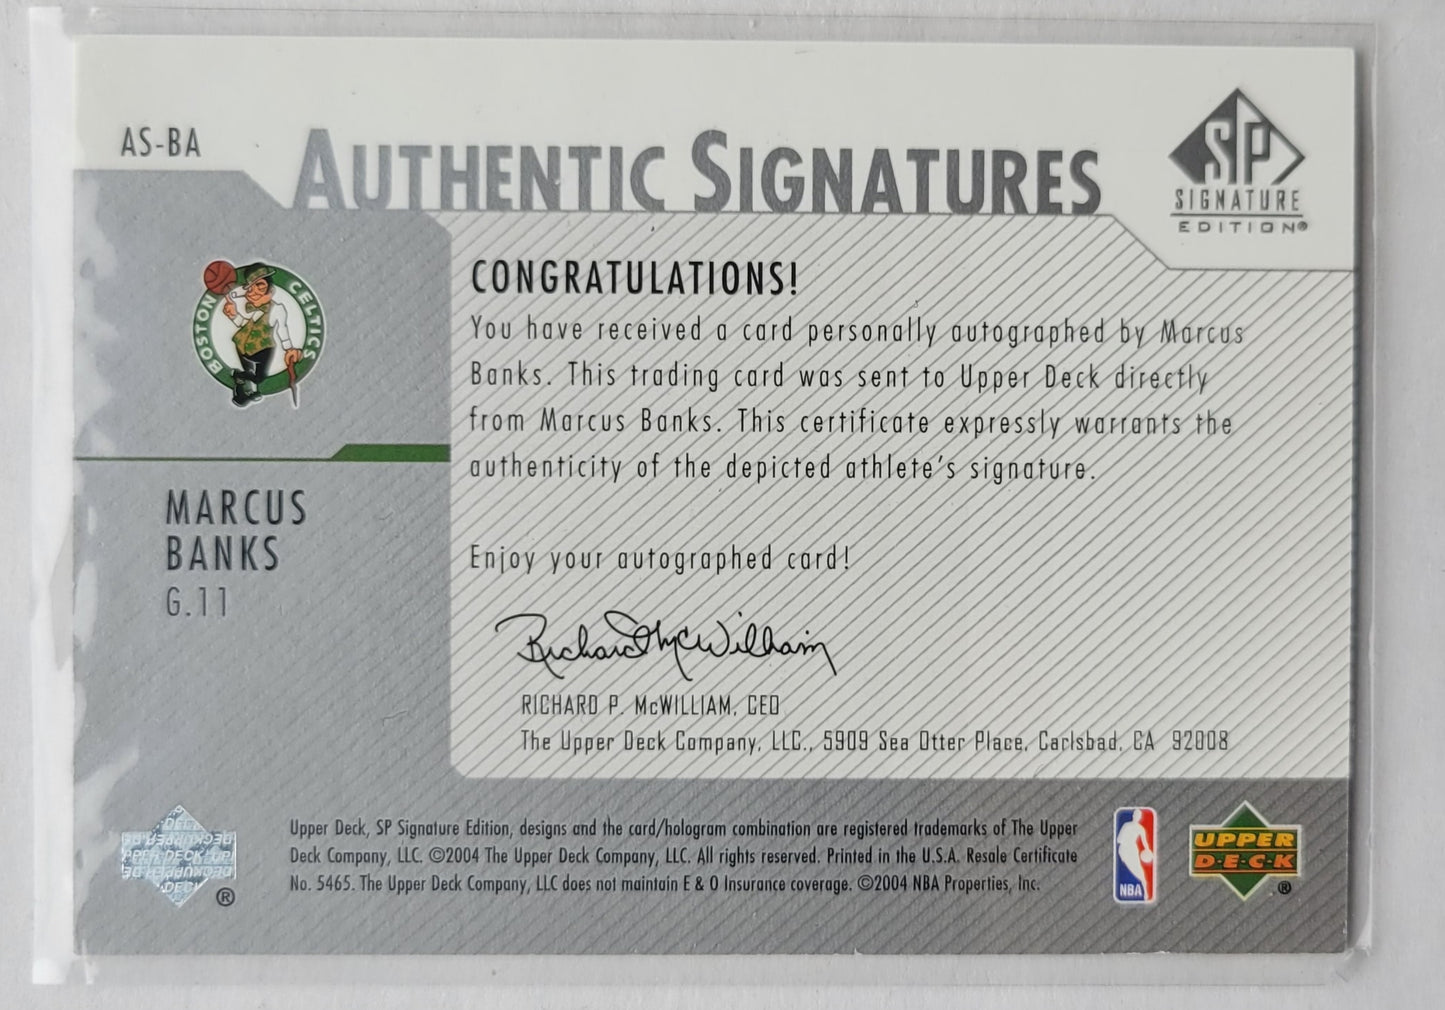 AS-BA
AUTHENTIC SIGNATURES
SP
SIGNATURE
EDITION®
BOSTON CELTICS
CONGRATULATIONS!
You have received a card personally autographed by Marcus
Banks. This trading card was sent to Upper Deck directly
from Marcus Banks. This certificate expressly warrants the
authenticity of the depicted athlete's signature.
MARCUS
BANKS
G.11
Enjoy your autographed card!
Richard McWilliam
RICHARD P. McWILLIAM, CEO
The Upper Deck Company, LLC., 5909 Sea Otter Place, Carlsbad, CA 92008
Upper Deck, SP Signature Edition, designs and the card/hologram combination are registered trademarks of The Upper
Deck Company, LLC. ©2004 The Upper Deck Company, LLC. All rights reserved. Printed in the U.S.A. Resale Certificate
No. 5465. The Upper Deck Company, LLC does not maintain E & O Insurance coverage. ©2004 NBA Properties, Inc.
®
NBA
UPPER
D·E·C·K
®